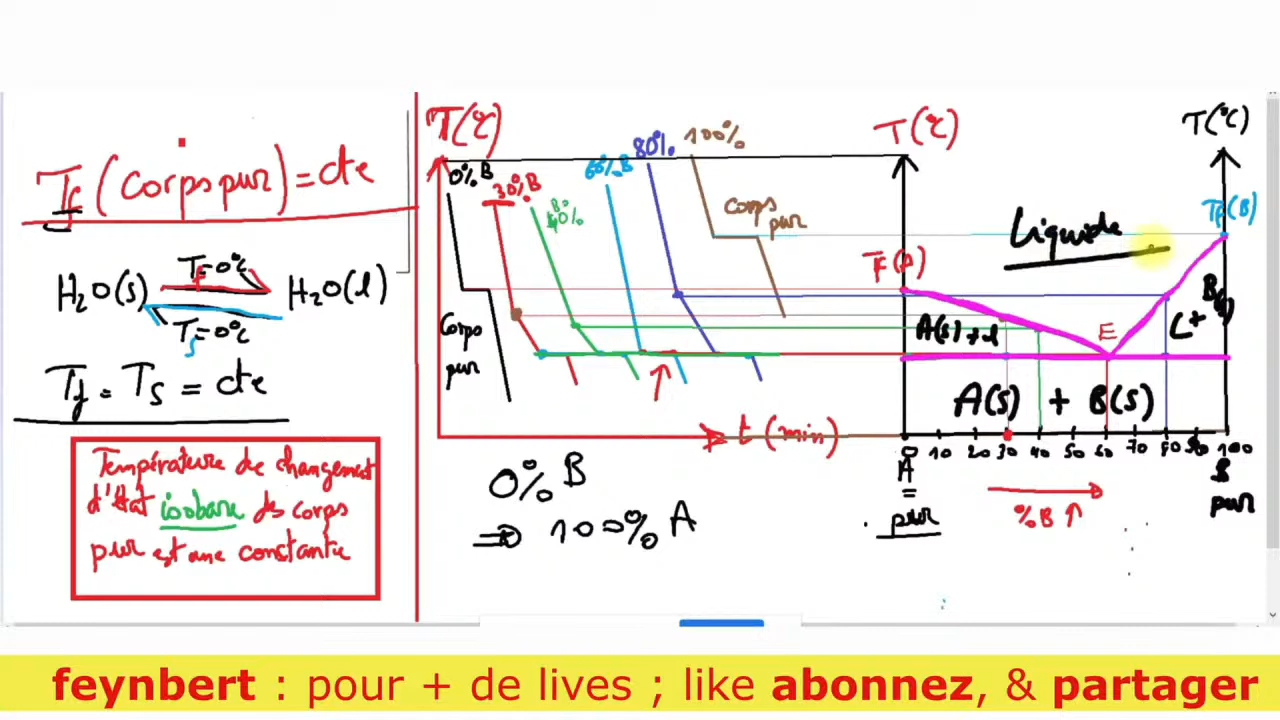 Tf (corps pur) = cte
H₂O(s)
Tf=0°c
H₂O(l)
Ts=0°c
Tf = Ts = cte
Température de changement
d'état isobare des corps
pur est une constante
T(°c)
0%B
30%B
B:
40%
60%B
80%
100%
corps
pur
Corps
pur
t (min)
0% B
⇒ 100% A
T(°c)
T(°c)
TF(B)
Liquide
A(s)+l
E
L+
A(s) + B(s)
0 10 20 30 40 50 60 70 80 90 100
A
=
pur
B
pur
%B ↑
feynbert : pour + de lives ; like abonnez, & partager